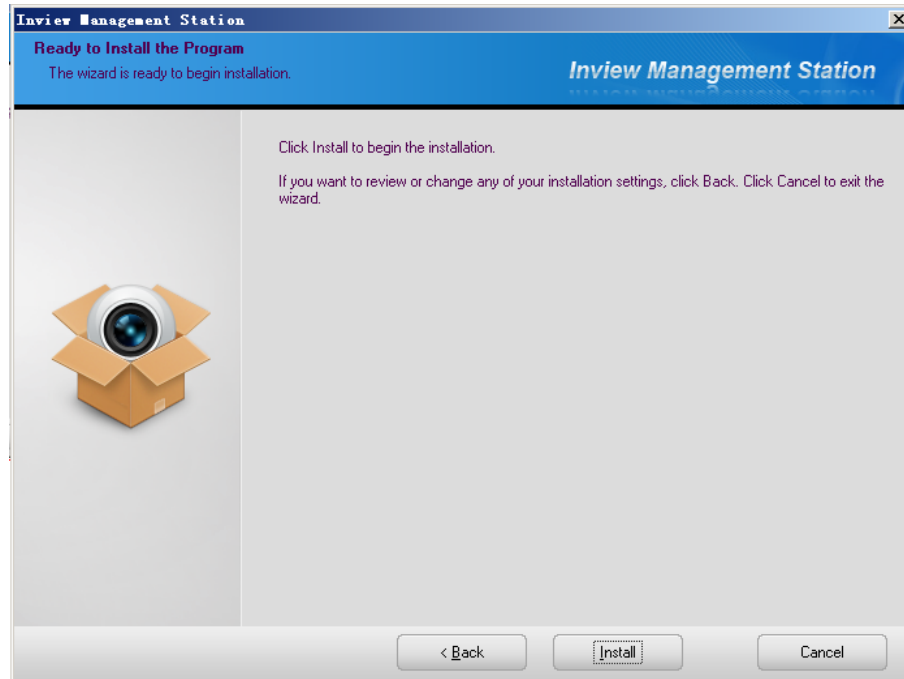 Inview Management Station
Ready to Install the Program
The wizard is ready to begin installation.
Inview Management Station
Click Install to begin the installation.
If you want to review or change any of your installation settings, click Back. Click Cancel to exit the
wizard.
< Back
Install
Cancel